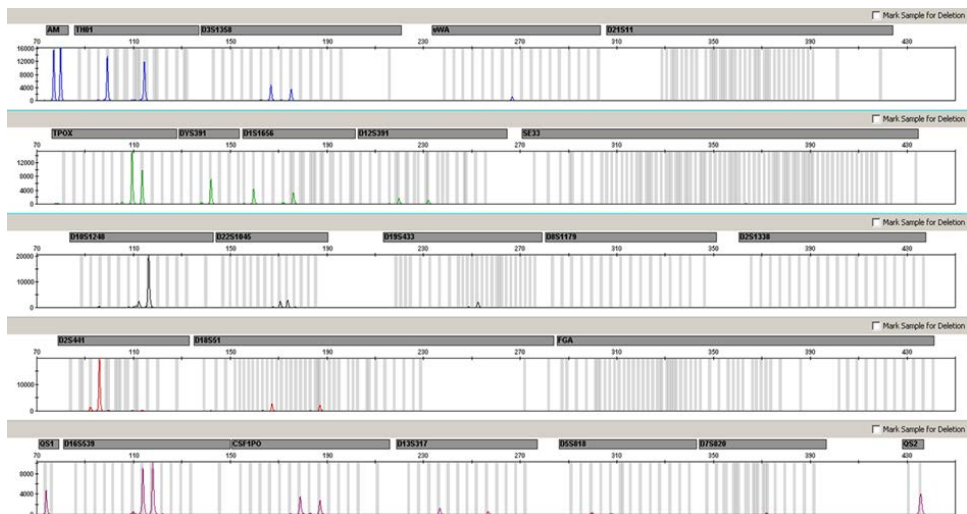 Mark Sample for Deletion
AM TH01 D3S1358 vWA D21S11
70 110 150 190 230 270 310 350 390 430
16000
12000
8000
4000
0
Mark Sample for Deletion
TPOX DYS391 D1S1656 D12S391 SE33
70 110 150 190 230 270 310 350 390 430
12000
8000
4000
0
Mark Sample for Deletion
D10S1248 D22S1045 D19S433 D8S1179 D2S1338
70 110 150 190 230 270 310 350 390 430
20000
10000
0
Mark Sample for Deletion
D2S441 D18S51 FGA
70 110 150 190 230 270 310 350 390 430
10000
0
Mark Sample for Deletion
QS1 D16S539 CSF1PO D13S317 D5S818 D7S820 QS2
70 110 150 190 230 270 310 350 390 430
8000
4000
0